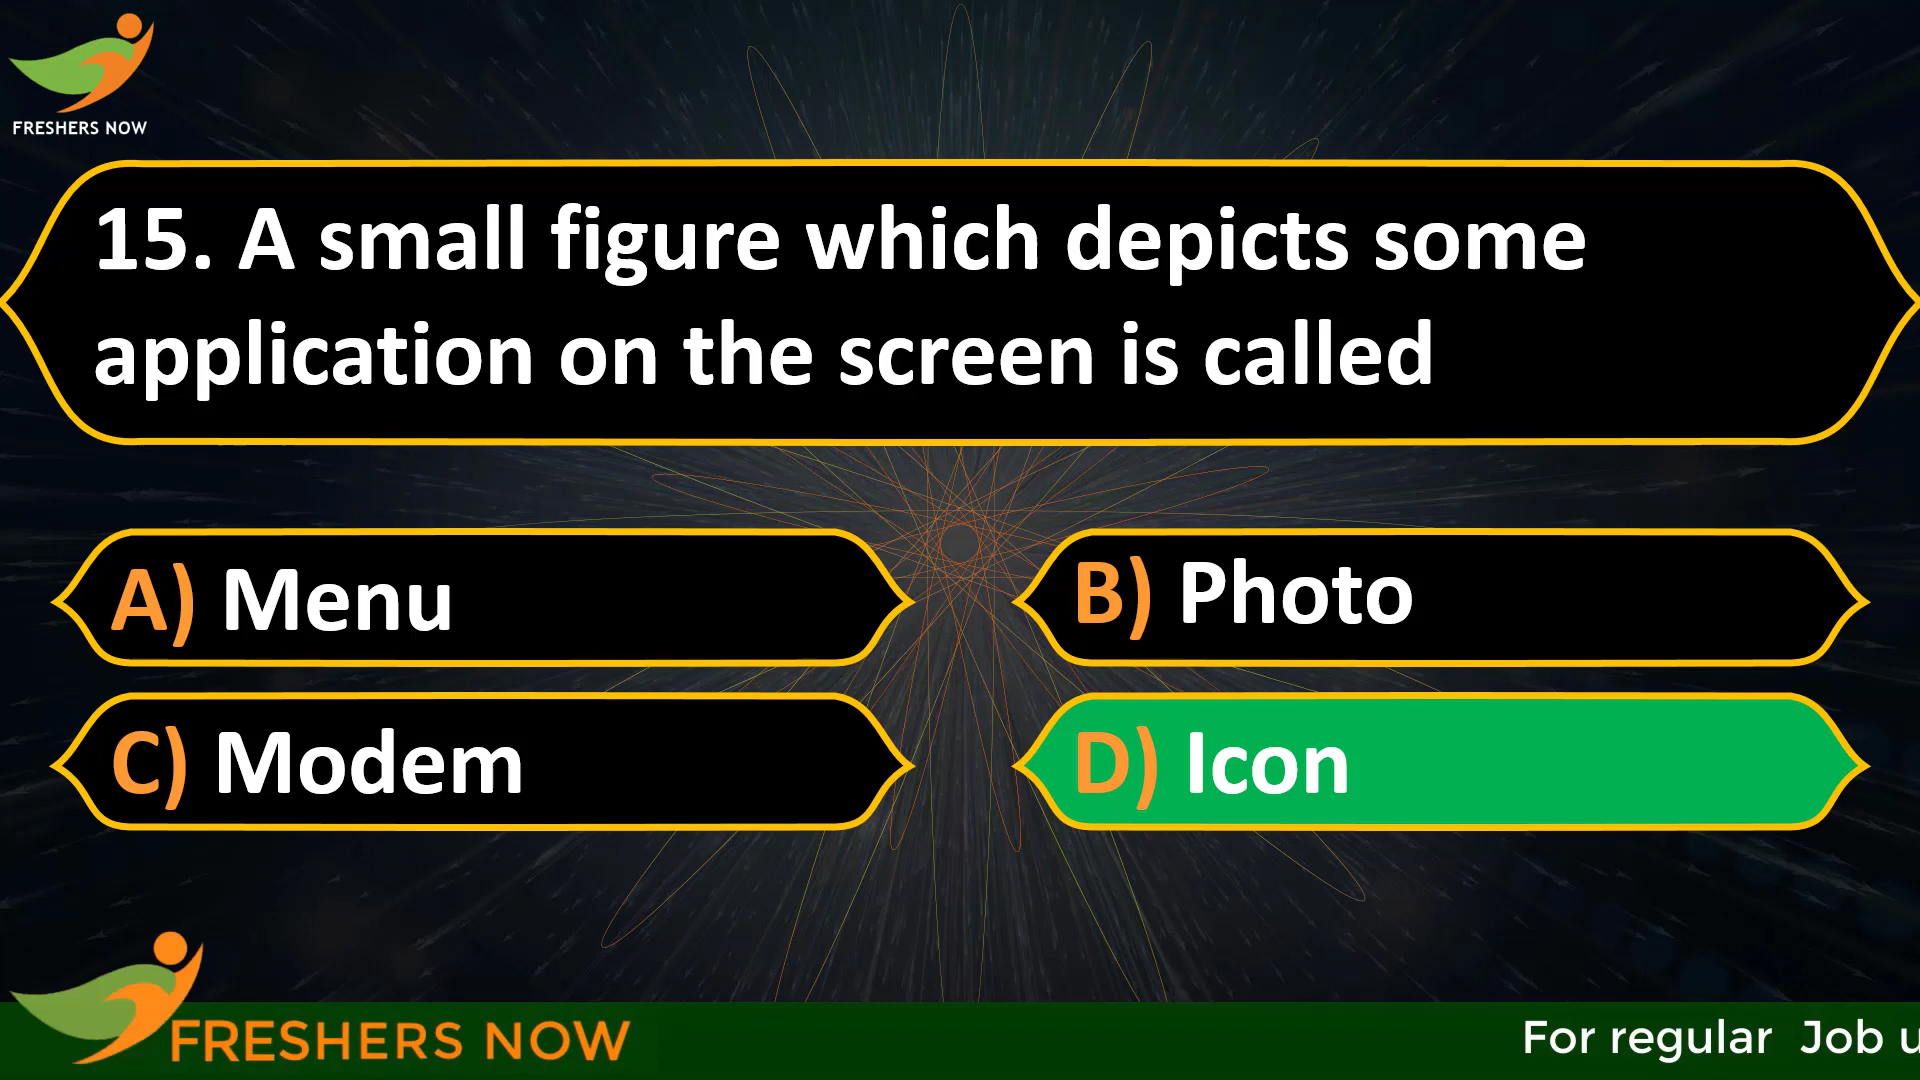 FRESHERS NOW
15. A small figure which depicts some
application on the screen is called
A) Menu
B) Photo
C) Modem
D) Icon
FRESHERS NOW
For regular Job u